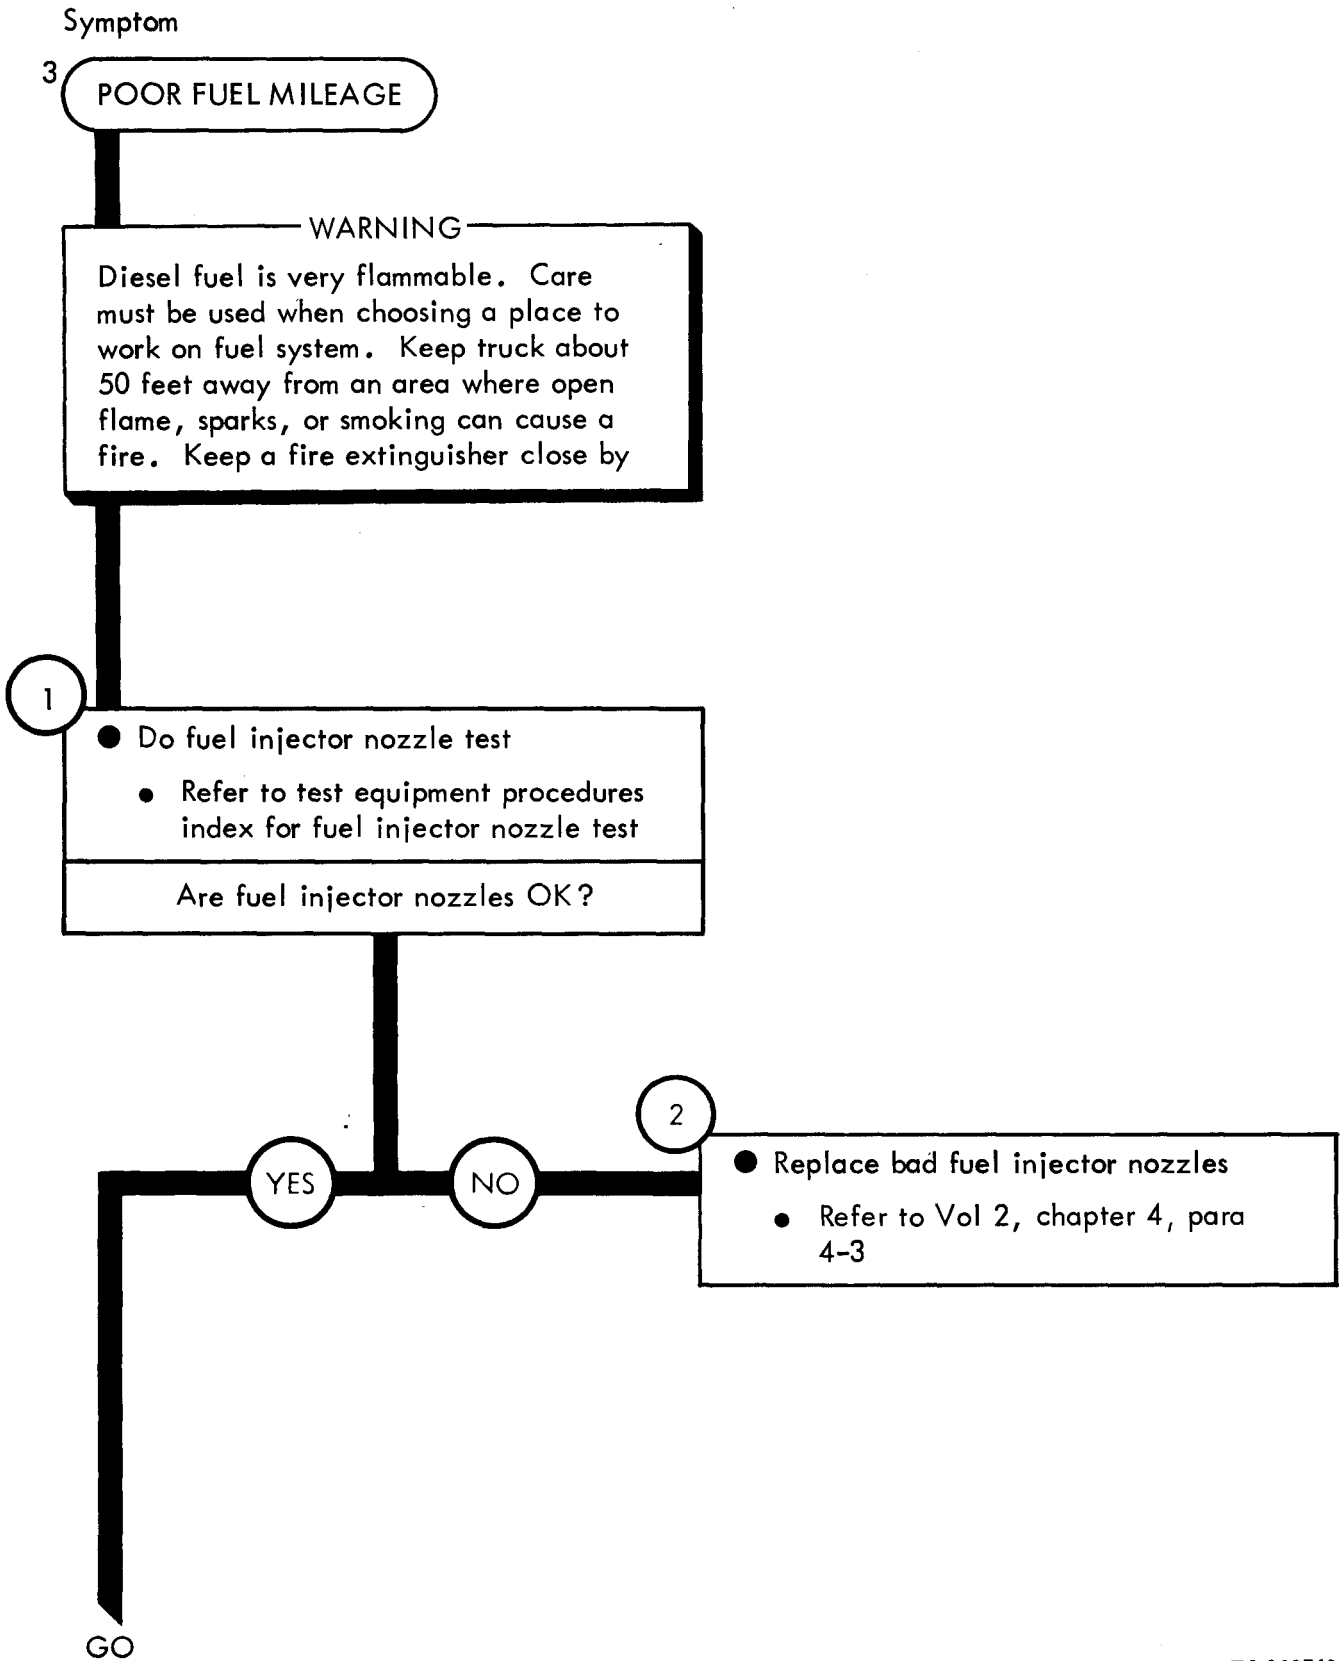 Symptom
3
POOR FUEL MILEAGE
WARNING
Diesel fuel is very flammable. Care
must be used when choosing a place to
work on fuel system. Keep truck about
50 feet away from an area where open
flame, sparks, or smoking can cause a
fire. Keep a fire extinguisher close by
1
● Do fuel injector nozzle test
● Refer to test equipment procedures
index for fuel injector nozzle test
Are fuel injector nozzles OK?
2
● Replace bad fuel injector nozzles
● Refer to Vol 2, chapter 4, para
4-3
YES
NO
GO